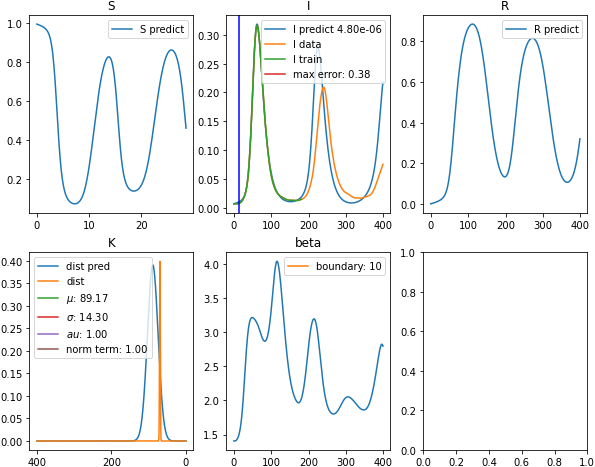 S
I
R
S predict
I predict 4.80e-06
I data
I train
max error: 0.38
R predict
1.0
0.8
0.6
0.4
0.2
0 10 20
0.30
0.25
0.20
0.15
0.10
0.05
0.00
0 100 200 300 400
0.8
0.6
0.4
0.2
0.0
0 100 200 300 400
K
beta
dist pred
dist
μ: 89.17
σ: 14.30
au: 1.00
norm term: 1.00
boundary: 10
0.40
0.35
0.30
0.25
0.20
0.15
0.10
0.05
0.00
400 200 0
4.0
3.5
3.0
2.5
2.0
1.5
0 100 200 300 400
1.0
0.8
0.6
0.4
0.2
0.0
0.0 0.2 0.4 0.6 0.8 1.0